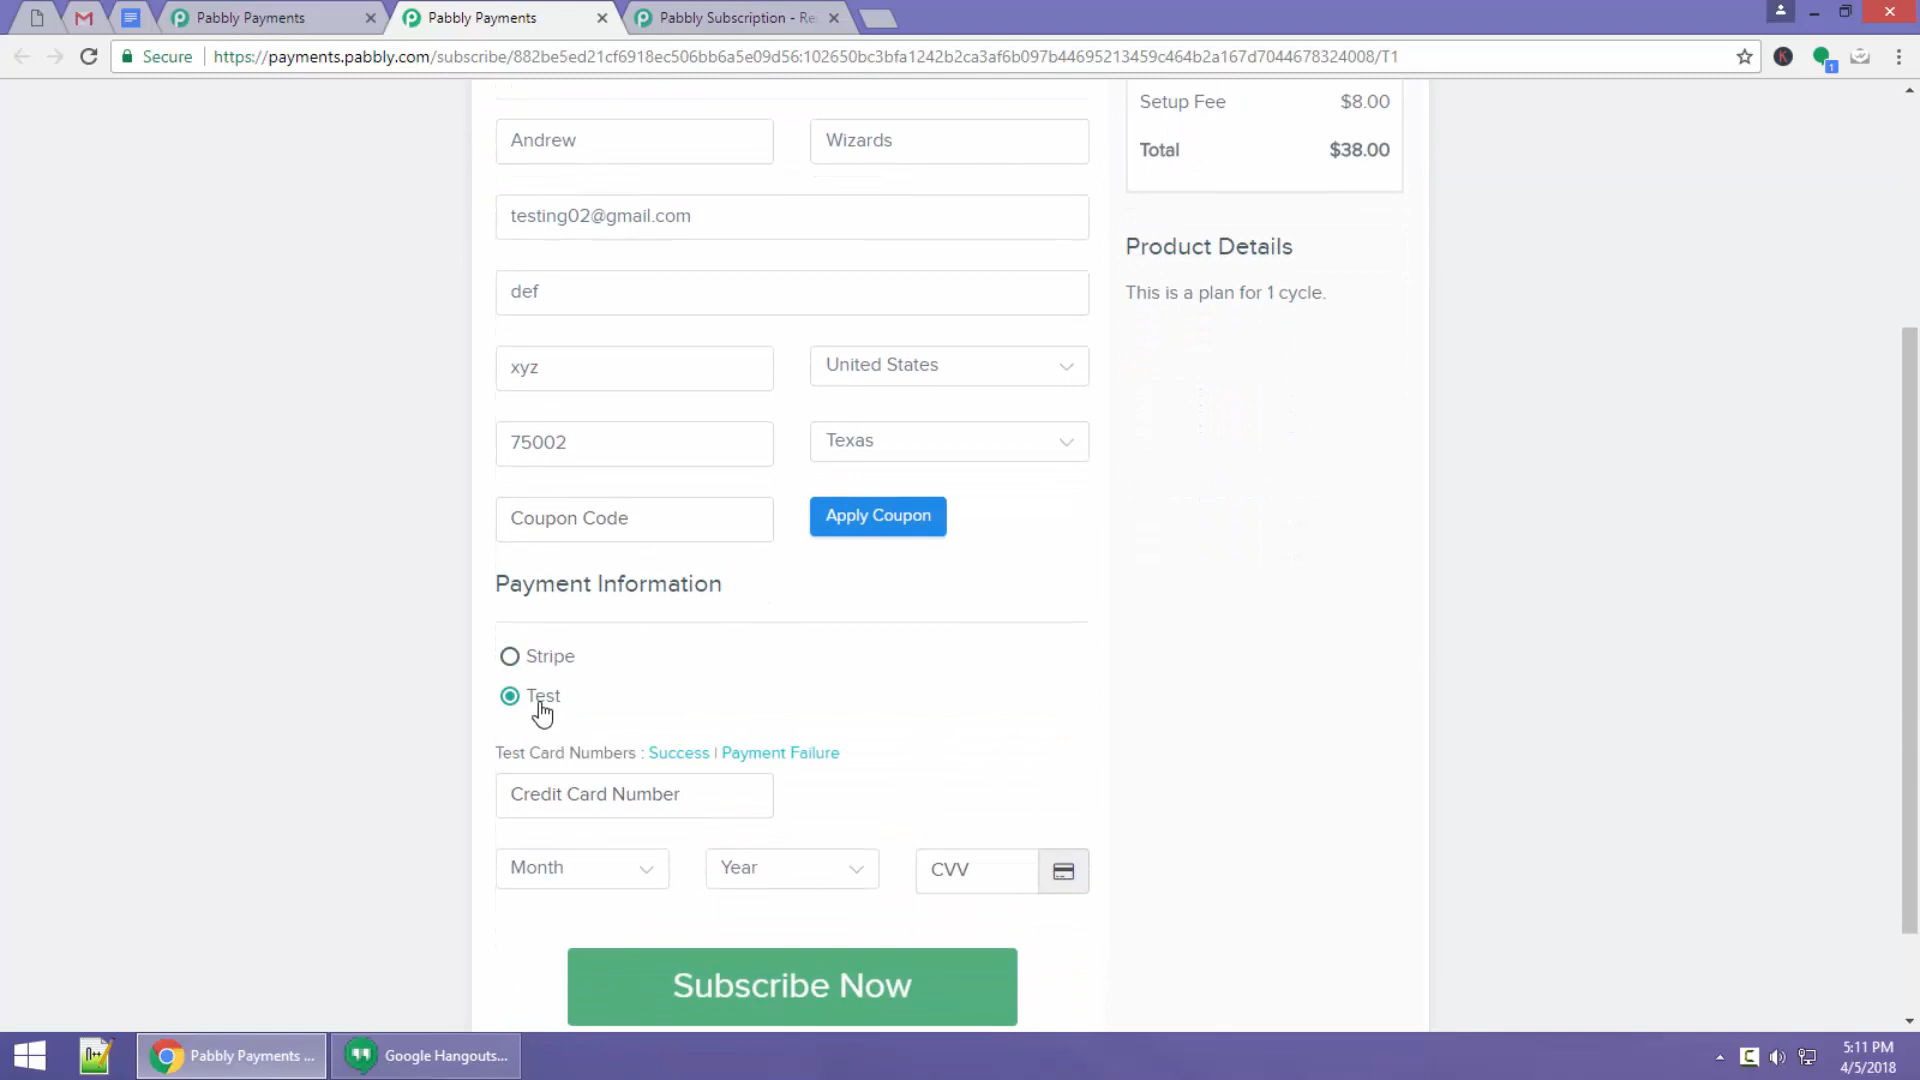 Pabbly Payments
Pabbly Payments
Pabbly Subscription - Re
Secure
https://payments.pabbly.com/subscribe/882be5ed21cf6918ec506bb6a5e09d56:102650bc3bfa1242b2ca3af6b097b44695213459c464b2a167d7044678324008/T1
K
1
Setup Fee $8.00
Total $38.00
Andrew
Wizards
testing02@gmail.com
def
xyz
United States
75002
Texas
Coupon Code
Apply Coupon
Product Details
This is a plan for 1 cycle.
Payment Information
Stripe
Test
Test Card Numbers : Success | Payment Failure
Credit Card Number
Month
Year
CVV
Subscribe Now
Pabbly Payments ...
Google Hangouts...
5:11 PM
4/5/2018